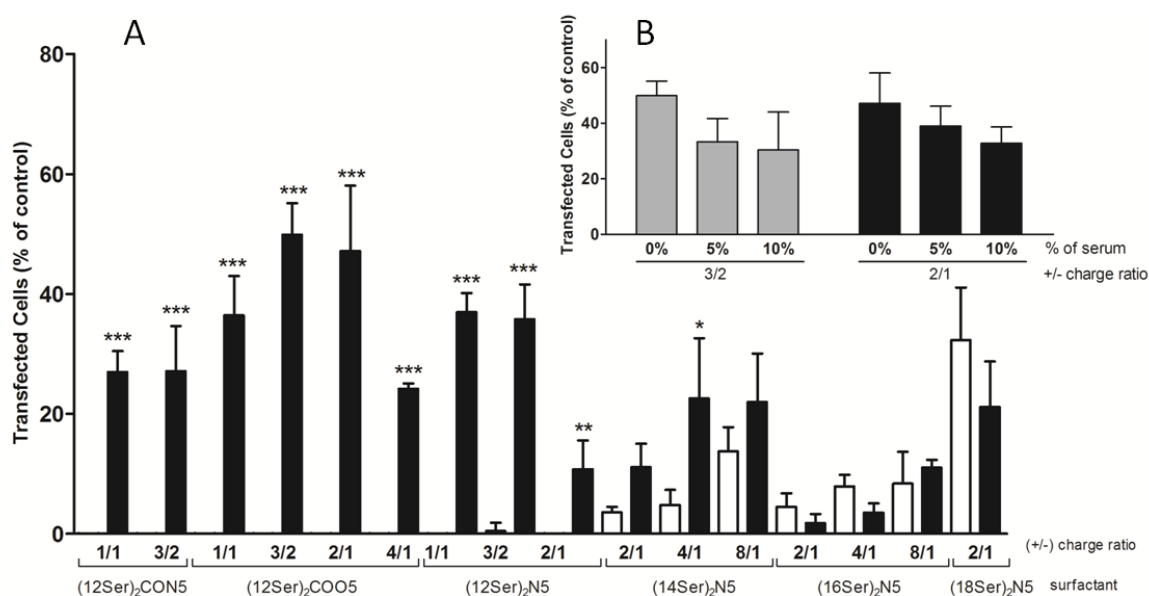 A
Transfected Cells (% of control)
80
60
40
20
0
*** *** *** *** *** *** *** *** ** *
1/1 3/2 1/1 3/2 2/1 4/1 1/1 3/2 2/1 2/1 4/1 8/1 2/1 4/1 8/1 2/1 (+/-) charge ratio
(12Ser)₂CON5 (12Ser)₂COO5 (12Ser)₂N5 (14Ser)₂N5 (16Ser)₂N5 (18Ser)₂N5 surfactant
B
Transfected Cells (% of control)
60
40
20
0
0% 5% 10% 0% 5% 10% % of serum
3/2 2/1 +/- charge ratio